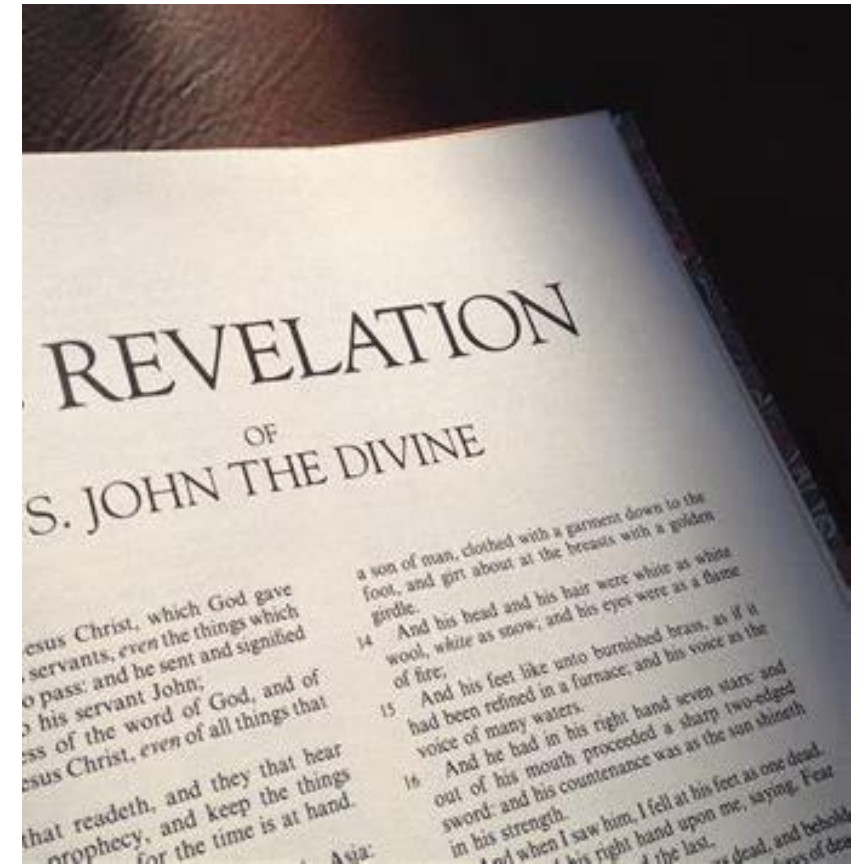 REVELATION
OF
S. JOHN THE DIVINE
esus Christ, which God gave
servants, even the things which
o pass: and he sent and signified
his servant John;
ss of the word of God, and of
esus Christ, even of all things that
that readeth, and they that hear
prophecy, and keep the things
for the time is at hand.
Asia:
a son of man, clothed with a garment down to the
foot, and girt about at the breasts with a golden
girdle.
14 And his head and his hair were white as white
wool, white as snow; and his eyes were as a flame
of fire;
15 And his feet like unto burnished brass, as if it
had been refined in a furnace; and his voice as the
voice of many waters.
16 And he had in his right hand seven stars: and
out of his mouth proceeded a sharp two-edged
sword: and his countenance was as the sun shineth
in his strength.
And when I saw him, I fell at his feet as one dead.
his right hand upon me, saying, Fear
the last,
dead, and behold